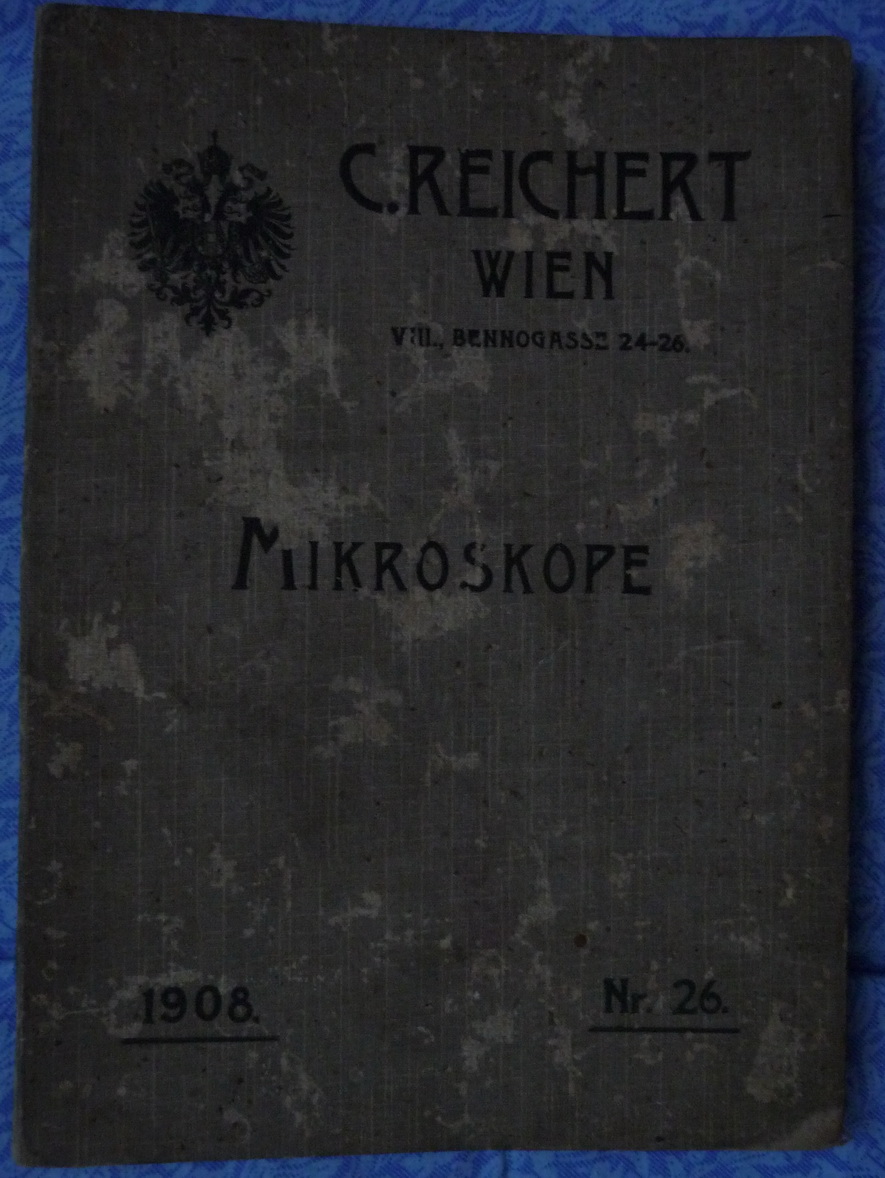 C. REICHERT
WIEN
VIII., BENNOGASSE 24-26.
MIKROSKOPE
1908.
Nr. 26.